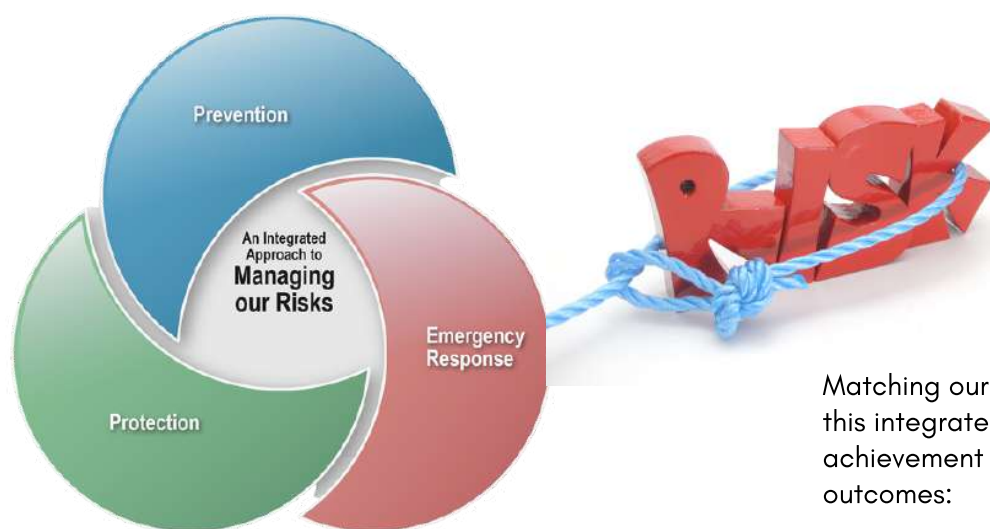 Prevention
An Integrated
Approach to
Managing
our Risks
Emergency
Response
Protection
Risk
Matching our
this integrate
achievement
outcomes: